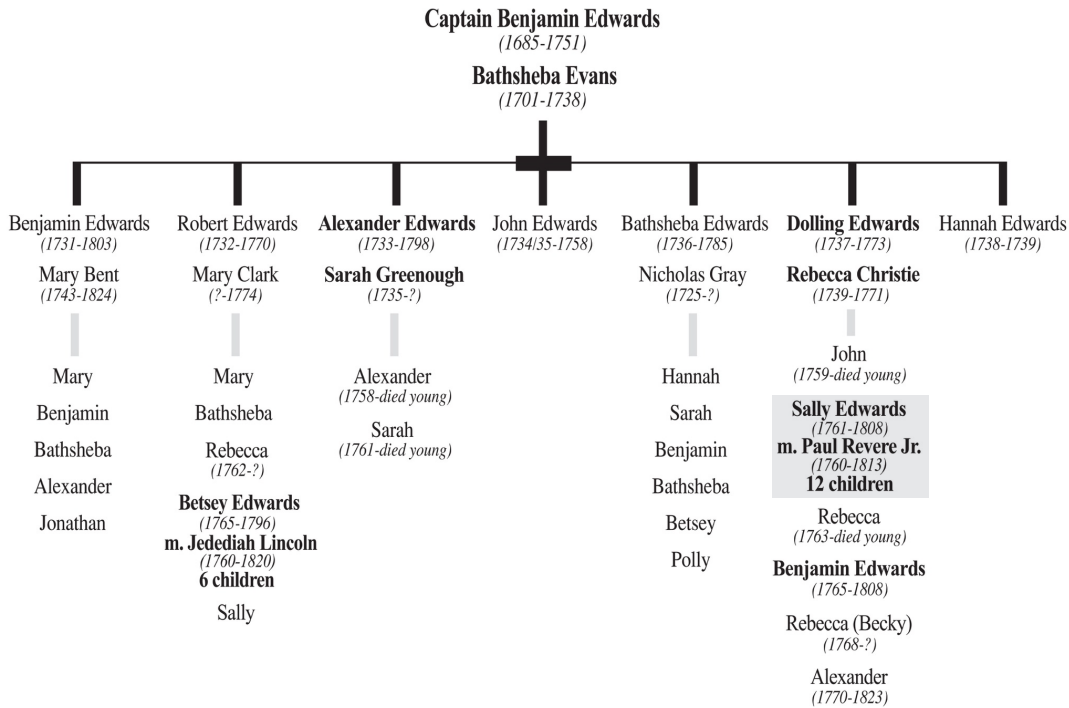 Captain Benjamin Edwards
(1685-1751)
Bathsheba Evans
(1701-1738)
Benjamin Edwards
(1731-1803)
Mary Bent
(1743-1824)
Mary
Benjamin
Bathsheba
Alexander
Jonathan
Robert Edwards
(1732-1770)
Mary Clark
(?-1774)
Mary
Bathsheba
Rebecca
(1762-?)
Betsey Edwards
(1765-1796)
m. Jedediah Lincoln
(1760-1820)
6 children
Sally
Alexander Edwards
(1733-1798)
Sarah Greenough
(1735-?)
Alexander
(1758-died young)
Sarah
(1761-died young)
John Edwards
(1734/35-1758)
Bathsheba Edwards
(1736-1785)
Nicholas Gray
(1725-?)
Hannah
Sarah
Benjamin
Bathsheba
Betsey
Polly
Dolling Edwards
(1737-1773)
Rebecca Christie
(1739-1771)
John
(1759-died young)
Sally Edwards
(1761-1808)
m. Paul Revere Jr.
(1760-1813)
12 children
Rebecca
(1763-died young)
Benjamin Edwards
(1765-1808)
Rebecca (Becky)
(1768-?)
Alexander
(1770-1823)
Hannah Edwards
(1738-1739)